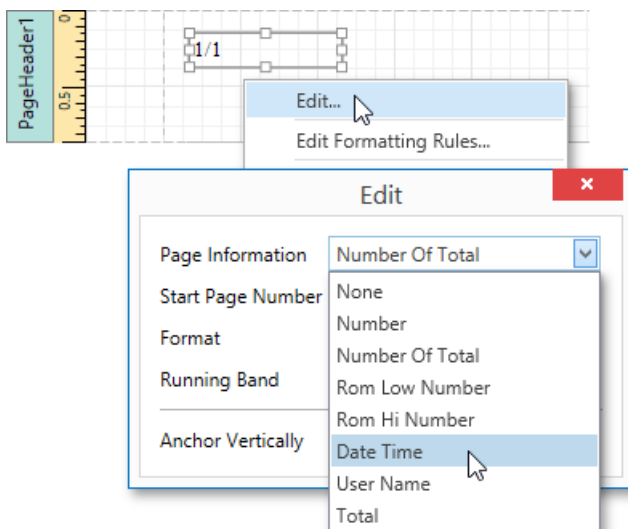 PageHeader1
0
0.5
1/1
Edit...
Edit Formatting Rules...
Edit
Page Information
Number Of Total
Start Page Number
None
Number
Format
Number Of Total
Running Band
Rom Low Number
Rom Hi Number
Anchor Vertically
Date Time
User Name
Total